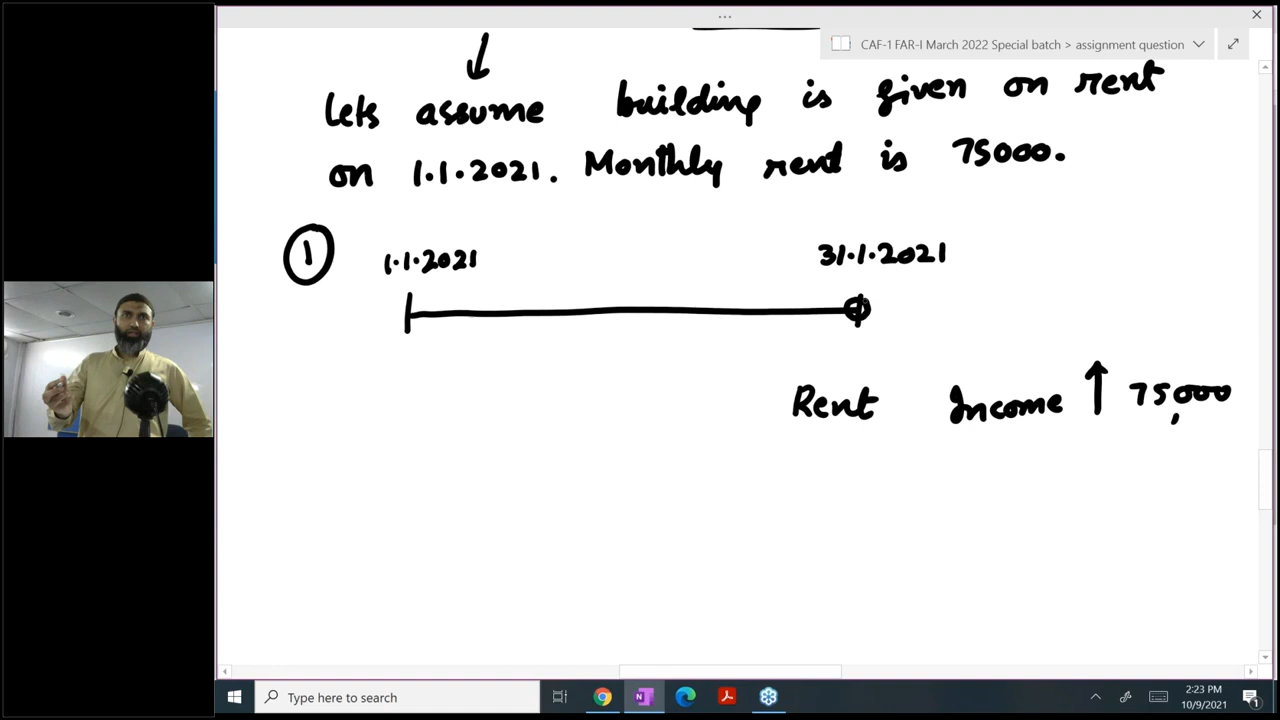 CAF-1 FAR-I March 2022 Special batch > assignment question
Lets assume building is given on rent
on 1.1.2021. Monthly rent is 75000.
1
1.1.2021 31.1.2021
Rent Income ↑ 75,000
Type here to search
2:23 PM
10/9/2021
1